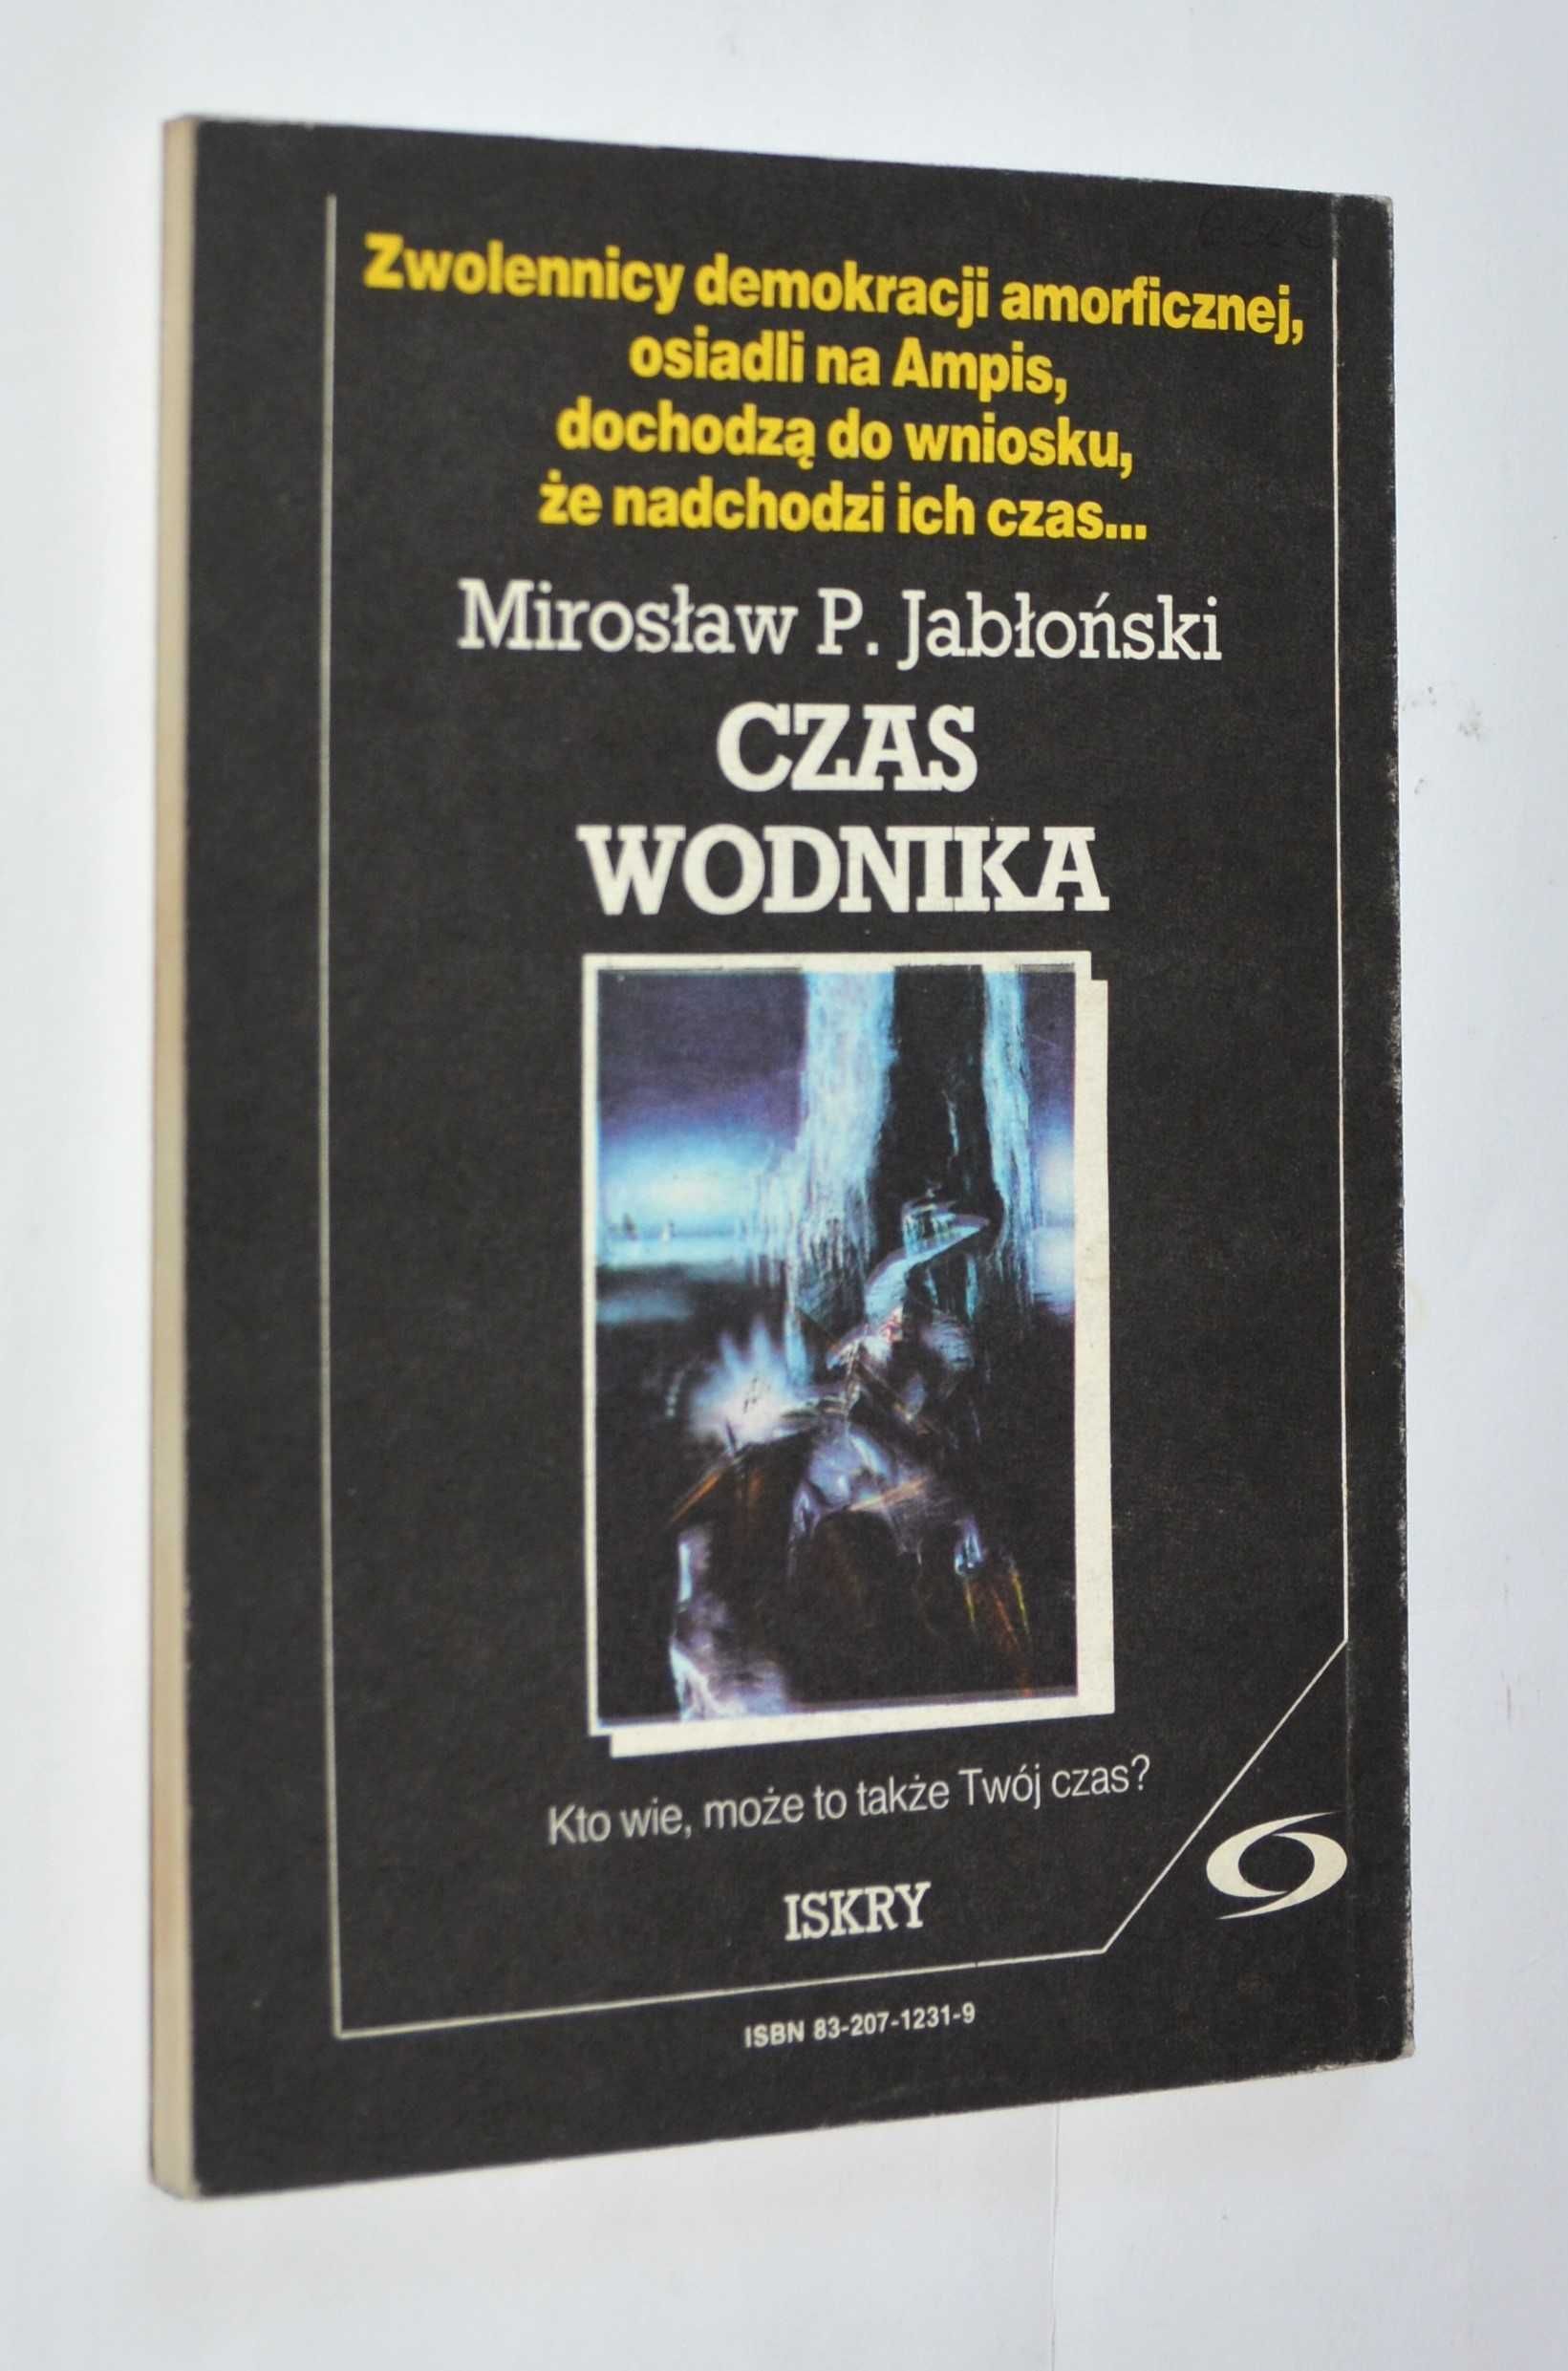 Zwolennicy demokracji amorficznej,
osiadli na Ampis,
dochodzą do wniosku,
że nadchodzi ich czas...
Mirosław P. Jabłoński
CZAS
WODNIKA
Kto wie, może to także Twój czas?
ISKRY
ISBN 83-207-1231-9